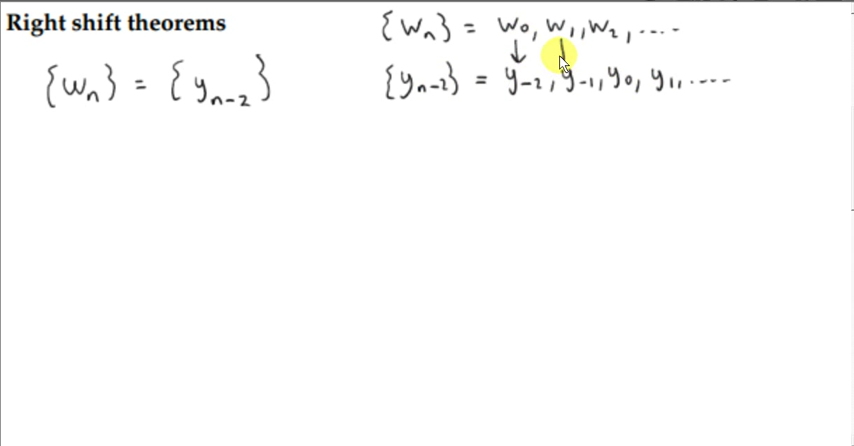 Right shift theorems
{wₙ} = w₀, w₁, w₂, ....
{wₙ} = {yₙ₋₂}
{yₙ₋₂} = y₋₂, y₋₁, y₀, y₁, ....